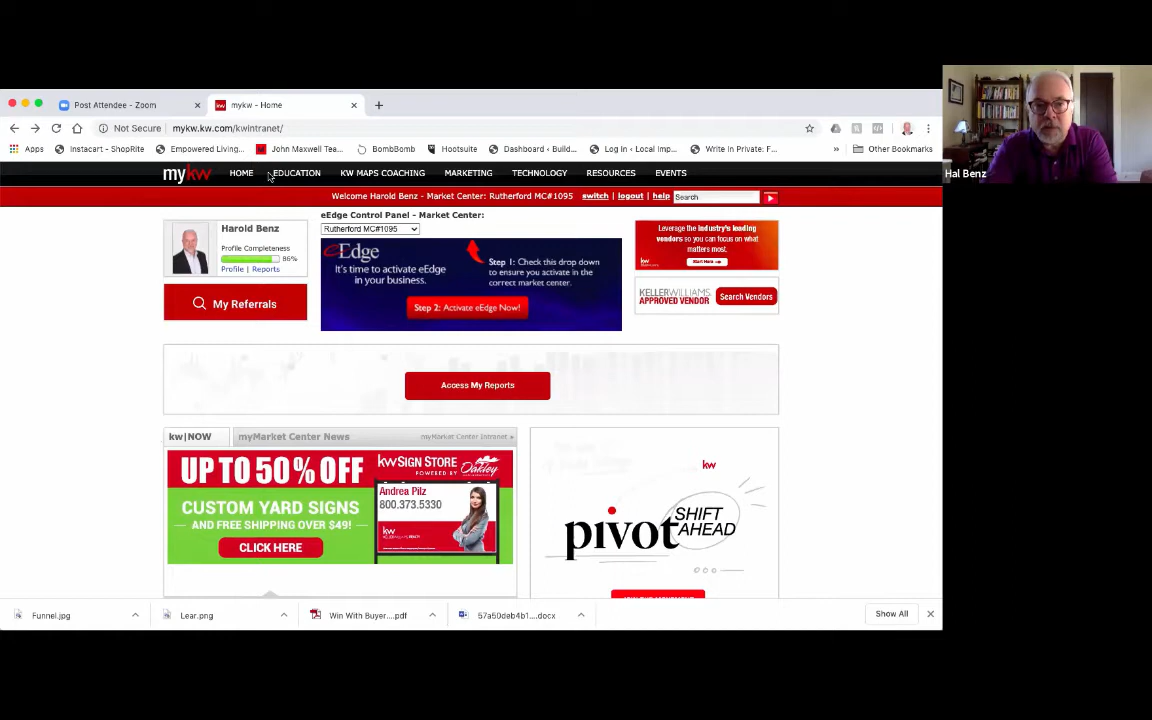 Post Attendee - Zoom
mykw - Home
Not Secure mykw.kw.com/kwintranet/
Apps Instacart - ShopRite Empowered Living... John Maxwell Tea... BombBomb Hootsuite Dashboard ‹ Build... Log In ‹ Local Imp... Write In Private: F... » Other Bookmarks
mykw HOME EDUCATION KW MAPS COACHING MARKETING TECHNOLOGY RESOURCES EVENTS
Welcome Harold Benz - Market Center: Rutherford MC#1095 switch | logout | help Search
Hal Benz
Harold Benz
Profile Completeness
86%
Profile | Reports
My Referrals
eEdge Control Panel - Market Center:
Rutherford MC#1095
eEdge
It's time to activate eEdge
in your business.
Step 1: Check this drop down
to ensure you activate in the
correct market center.
Step 2: Activate eEdge Now!
Leverage the industry's leading
vendors so you can focus on what
matters most.
kw
Start Here →
KELLERWILLIAMS.
APPROVED VENDOR
Search Vendors
Access My Reports
kw|NOW
myMarket Center News
myMarket Center Intranet »
UP TO 50% OFF
kw SIGN STORE
POWERED BY Oakley
CUSTOM YARD SIGNS
AND FREE SHIPPING OVER $49!
CLICK HERE
Andrea Pilz
800.373.5330
kw
kw
pivot
SHIFT
AHEAD
Funnel.jpg
Lear.png
Win With Buyer....pdf
57a50deb4b1....docx
Show All